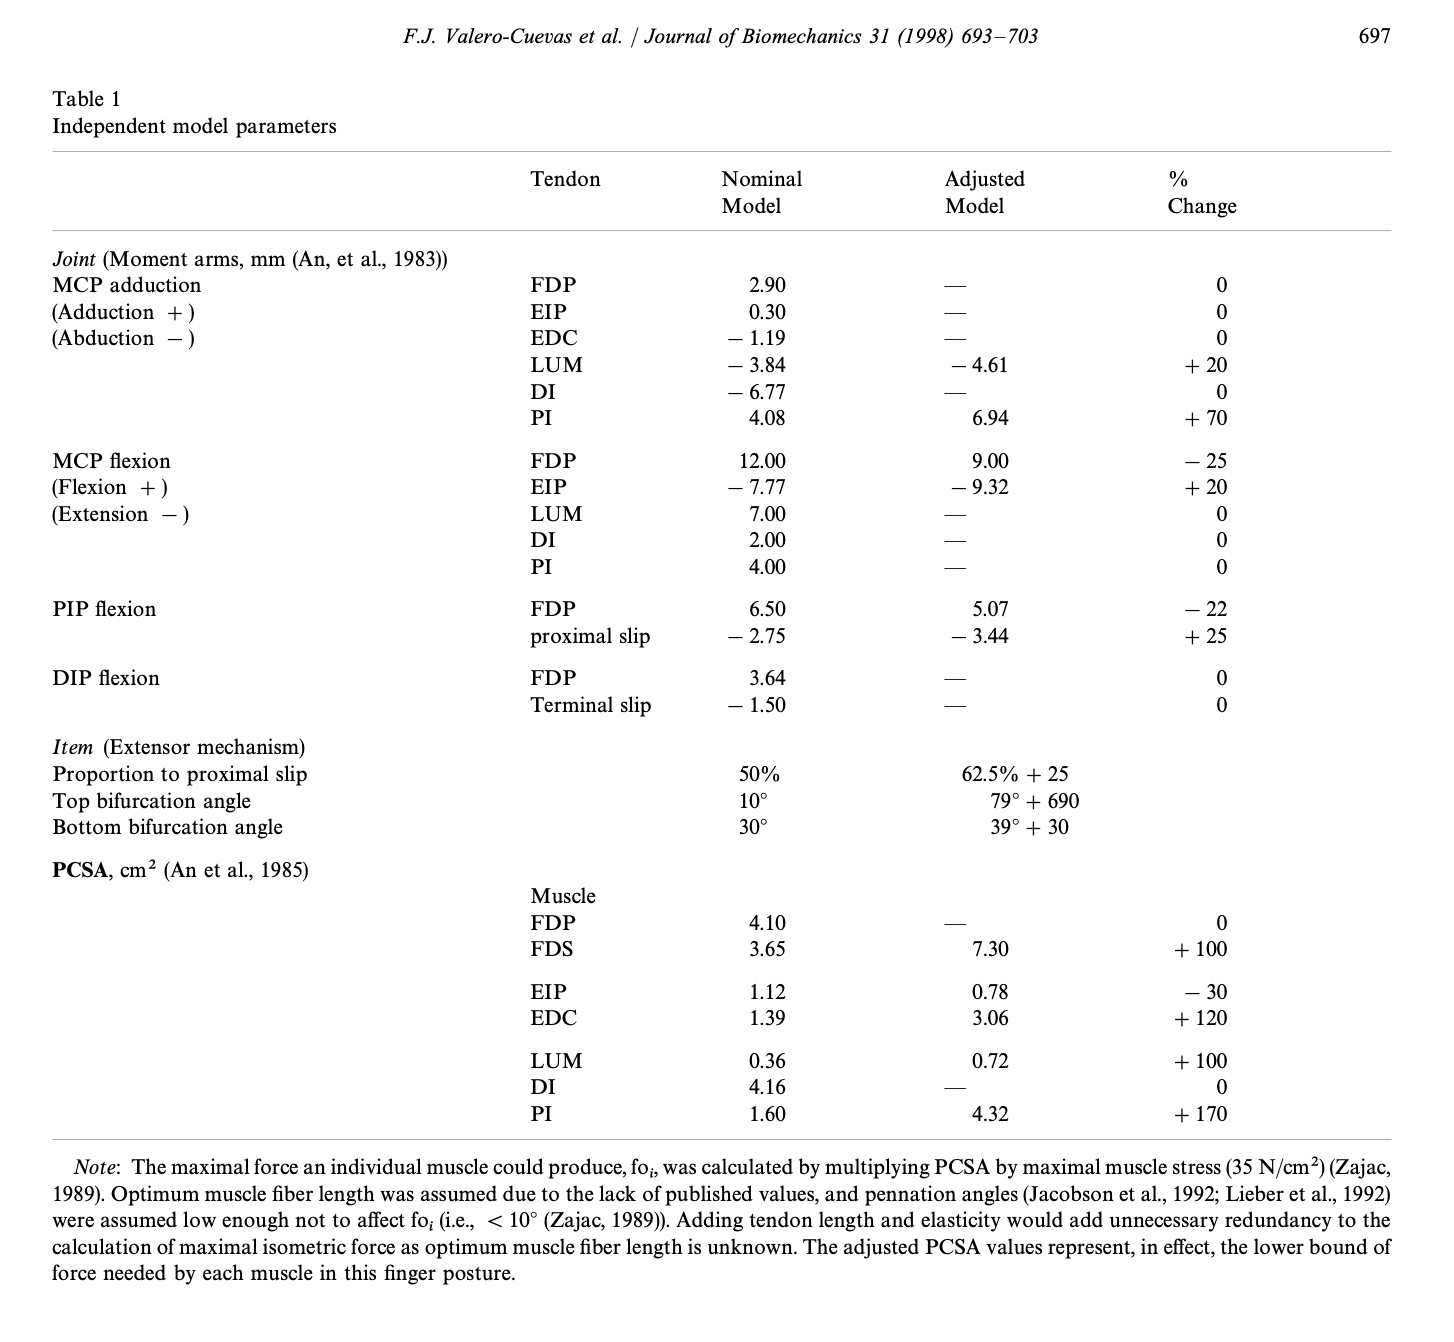 F.J. Valero-Cuevas et al. / Journal of Biomechanics 31 (1998) 693–703 697
Table 1
Independent model parameters
Tendon Nominal Model Adjusted Model % Change
Joint (Moment arms, mm (An, et al., 1983))
MCP adduction FDP 2.90 — 0
(Adduction +) EIP 0.30 — 0
(Abduction −) EDC − 1.19 — 0
LUM − 3.84 − 4.61 + 20
DI − 6.77 — 0
PI 4.08 6.94 + 70
MCP flexion FDP 12.00 9.00 − 25
(Flexion +) EIP − 7.77 − 9.32 + 20
(Extension −) LUM 7.00 — 0
DI 2.00 — 0
PI 4.00 — 0
PIP flexion FDP 6.50 5.07 − 22
proximal slip − 2.75 − 3.44 + 25
DIP flexion FDP 3.64 — 0
Terminal slip − 1.50 — 0
Item (Extensor mechanism)
Proportion to proximal slip 50% 62.5% + 25
Top bifurcation angle 10° 79° + 690
Bottom bifurcation angle 30° 39° + 30
PCSA, cm² (An et al., 1985)
Muscle
FDP 4.10 — 0
FDS 3.65 7.30 + 100
EIP 1.12 0.78 − 30
EDC 1.39 3.06 + 120
LUM 0.36 0.72 + 100
DI 4.16 — 0
PI 1.60 4.32 + 170
Note: The maximal force an individual muscle could produce, foᵢ, was calculated by multiplying PCSA by maximal muscle stress (35 N/cm²) (Zajac,
1989). Optimum muscle fiber length was assumed due to the lack of published values, and pennation angles (Jacobson et al., 1992; Lieber et al., 1992)
were assumed low enough not to affect foᵢ (i.e., < 10° (Zajac, 1989)). Adding tendon length and elasticity would add unnecessary redundancy to the
calculation of maximal isometric force as optimum muscle fiber length is unknown. The adjusted PCSA values represent, in effect, the lower bound of
force needed by each muscle in this finger posture.